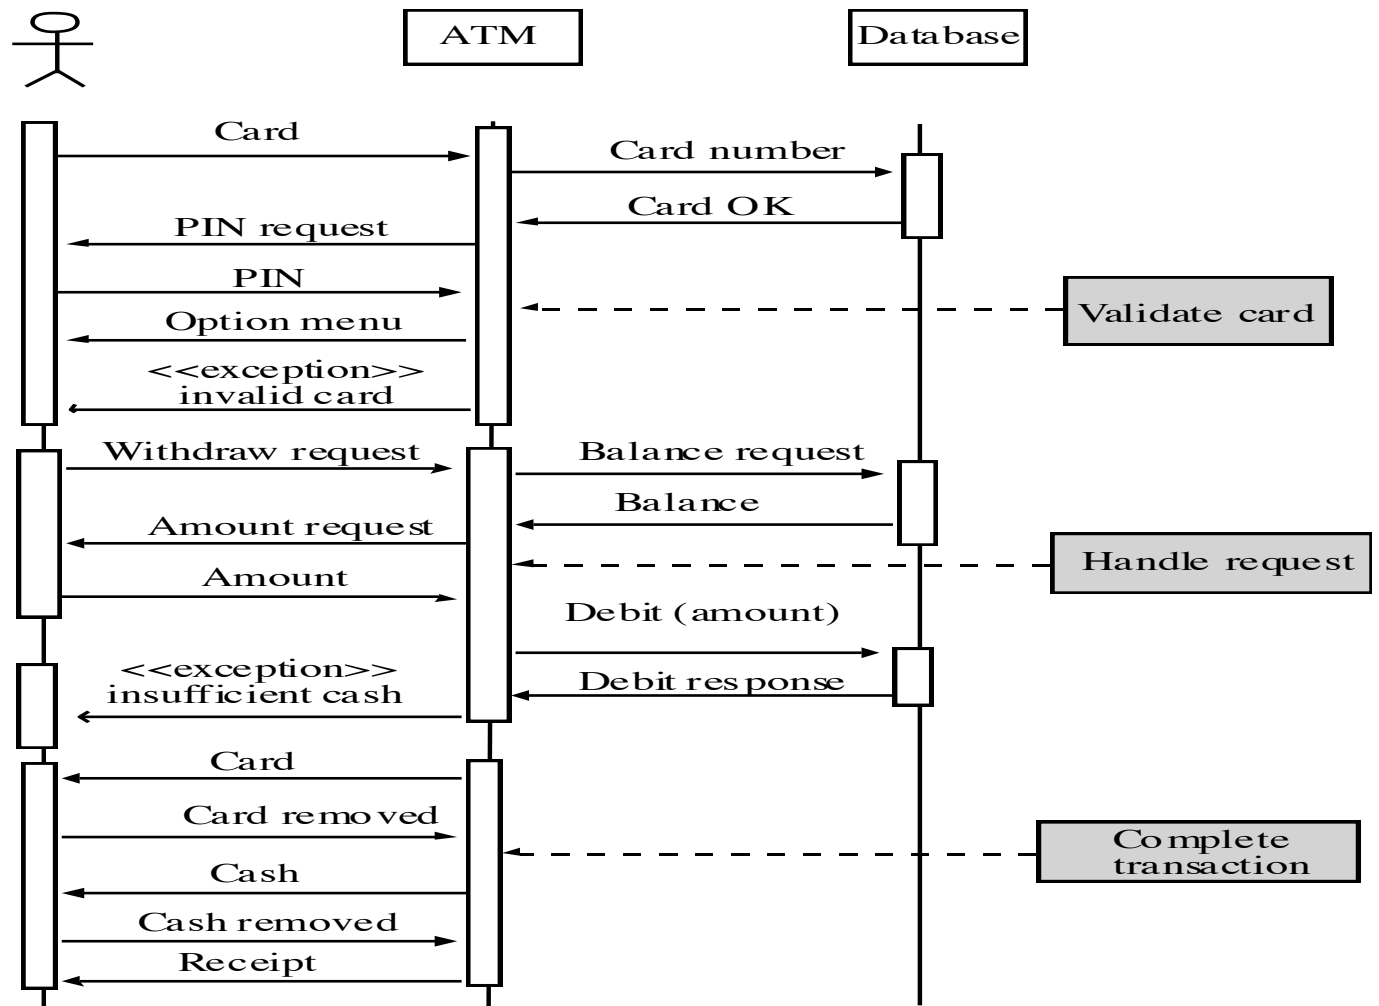 ATM
Database
Card
Card number
Card OK
PIN request
PIN
Validate card
Option menu
<<exception>>
invalid card
Withdraw request
Balance request
Balance
Amount request
Handle request
Amount
Debit (amount)
<<exception>>
insufficient cash
Debit response
Card
Card removed
Complete
transaction
Cash
Cash removed
Receipt